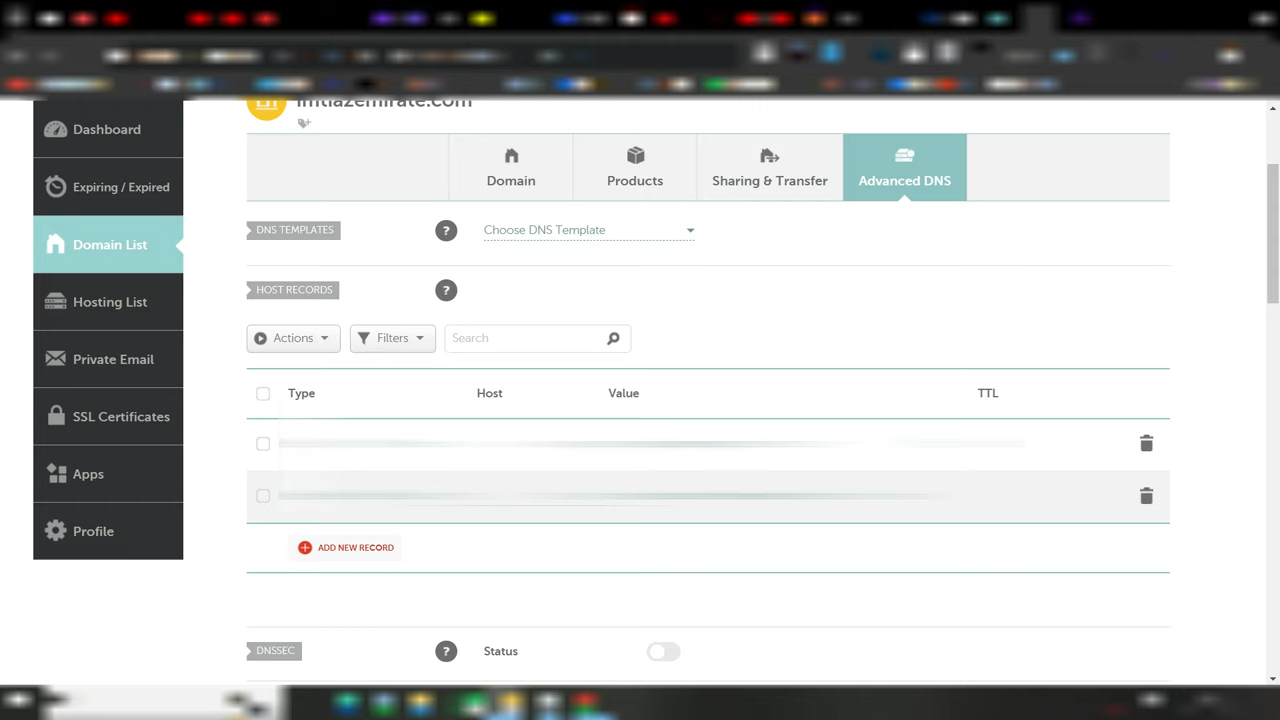 imtiazemirate.com
Dashboard
Expiring / Expired
Domain List
Hosting List
Private Email
SSL Certificates
Apps
Profile
Domain
Products
Sharing & Transfer
Advanced DNS
DNS TEMPLATES
?
Choose DNS Template
HOST RECORDS
?
Actions
Filters
Search
Type Host Value TTL
ADD NEW RECORD
DNSSEC
?
Status